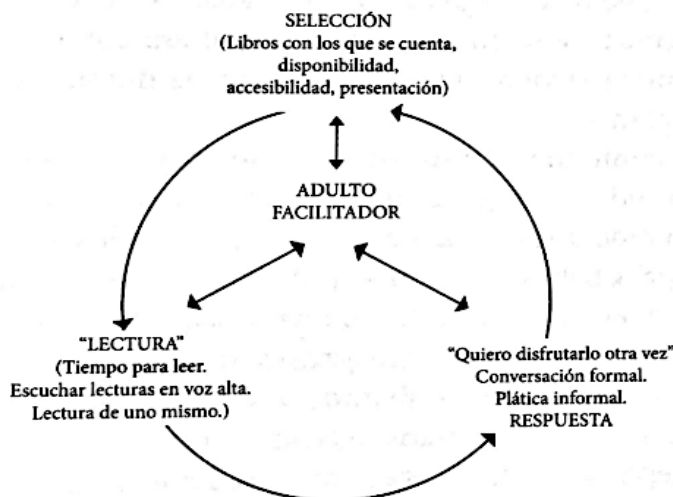 SELECCIÓN
(Libros con los que se cuenta,
disponibilidad,
accesibilidad, presentación)
ADULTO
FACILITADOR
“LECTURA”
(Tiempo para leer.
Escuchar lecturas en voz alta.
Lectura de uno mismo.)
“Quiero disfrutarlo otra vez”
Conversación formal.
Plática informal.
RESPUESTA